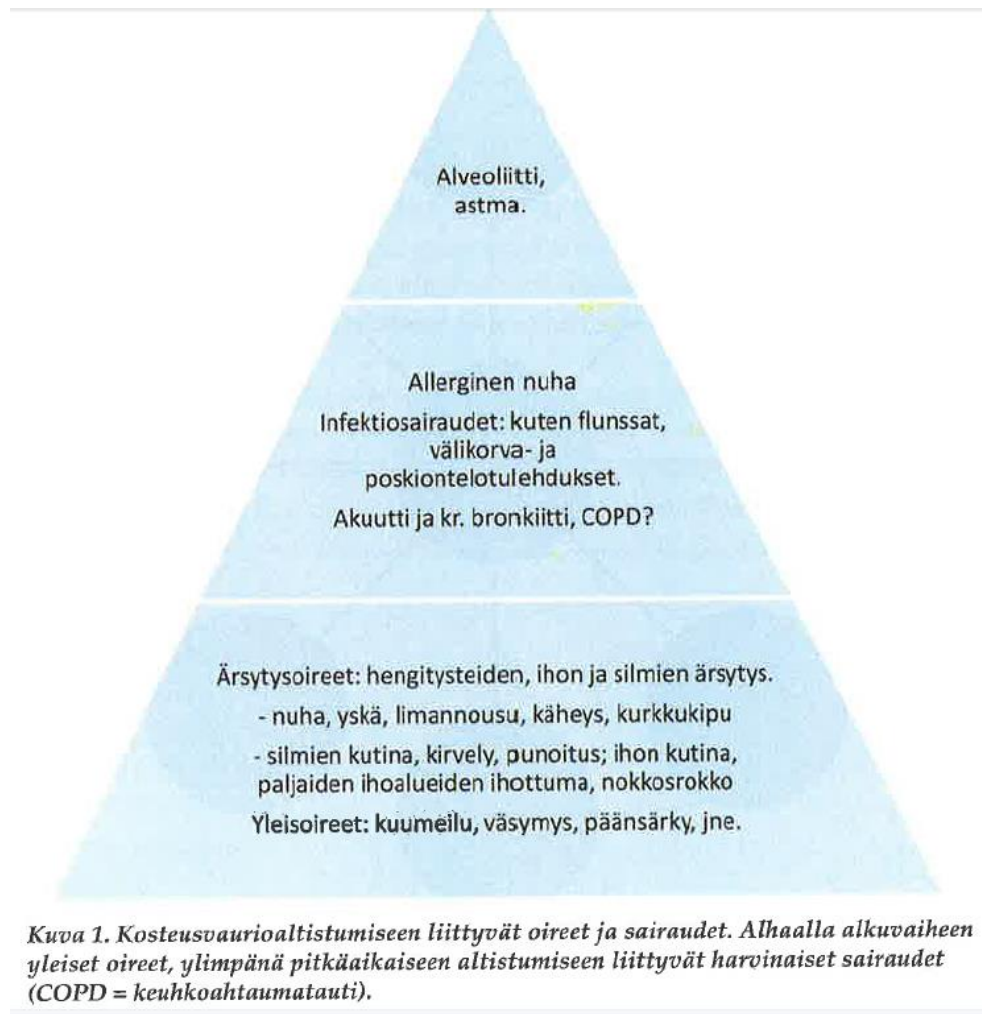 Alveoliitti,
astma.
Allerginen nuha
Infektiosairaudet: kuten flunssat,
välikorva- ja
poskiontelotulehdukset.
Akuutti ja kr. bronkiitti, COPD?
Ärsytysoireet: hengitysteiden, ihon ja silmien ärsytys.
- nuha, yskä, limannousu, käheys, kurkkukipu
- silmien kutina, kirvely, punoitus; ihon kutina,
paljaiden ihoalueiden ihottuma, nokkosrokko
Yleisoireet: kuumeilu, väsymys, päänsärky, jne.
Kuva 1. Kosteusvaurioaltistumiseen liittyvät oireet ja sairaudet. Alhaalla alkuvaiheen
yleiset oireet, ylimpänä pitkäaikaiseen altistumiseen liittyvät harvinaiset sairaudet
(COPD = keuhkoahtaumatauti).